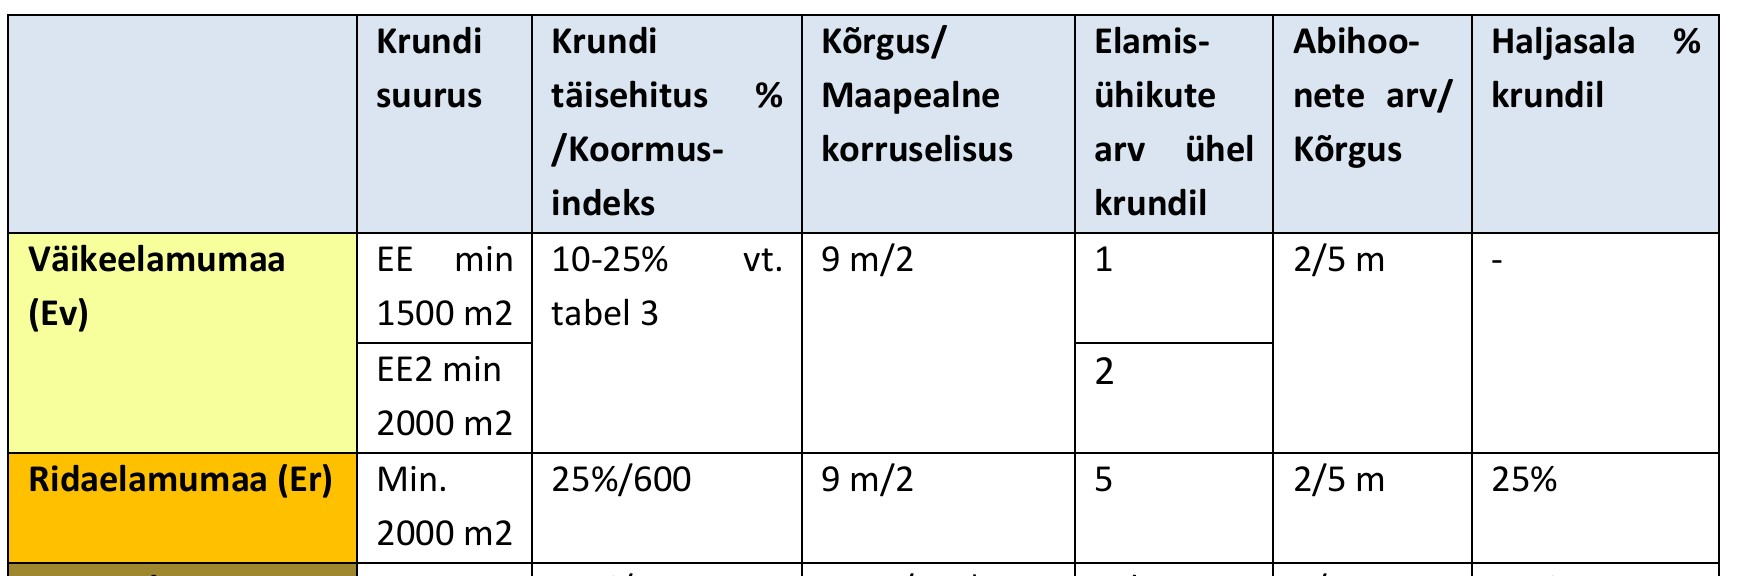 Krundi
suurus
Krundi
täisehitus %
/Koormus-
indeks
Kõrgus/
Maapealne
korruselisus
Elamis-
ühikute
arv ühel
krundil
Abihoo-
nete arv/
Kõrgus
Haljasala %
krundil
Väikeelamumaa
(Ev)
EE min
1500 m2
10-25% vt.
tabel 3
9 m/2
1
2/5 m
-
EE2 min
2000 m2
2
Ridaelamumaa (Er)
Min.
2000 m2
25%/600
9 m/2
5
2/5 m
25%